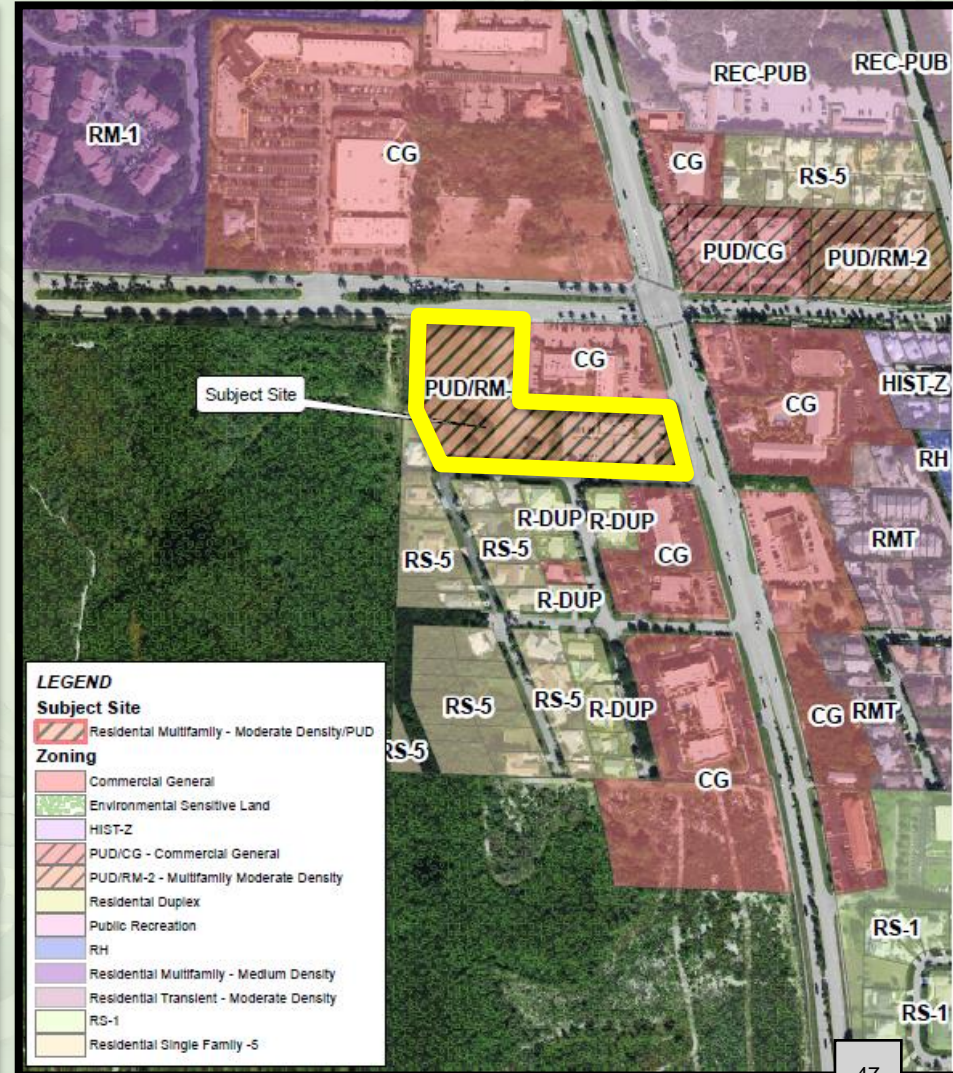 REC-PUB
REC-PUB
RM-1
CG
CG
RS-5
PUD/CG
PUD/RM-2
CG
Subject Site
PUD/RM-
CG
HIST-Z
RH
R-DUP
R-DUP
RS-5
RS-5
CG
RMT
R-DUP
RS-5
RS-5
R-DUP
CG
RMT
RS-5
CG
RS-1
RS-1
LEGEND
Subject Site
Residental Multifamily - Moderate Density/PUD
Zoning
Commercial General
Environmental Sensitive Land
HIST-Z
PUD/CG - Commercial General
PUD/RM-2 - Multifamily Moderate Density
Residental Duplex
Public Recreation
RH
Residential Multifamily - Medium Density
Residential Transient - Moderate Density
RS-1
Residental Single Family -5
47